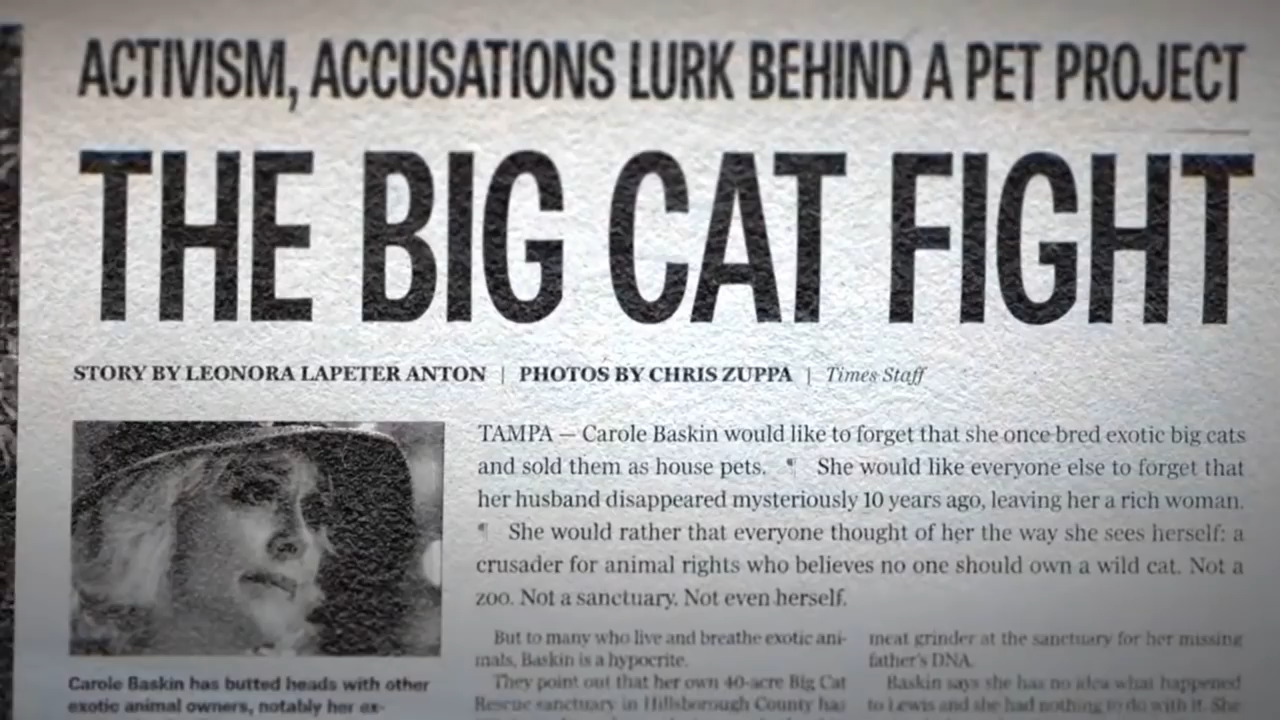 ACTIVISM, ACCUSATIONS LURK BEHIND A PET PROJECT
THE BIG CAT FIGHT
STORY BY LEONORA LAPETER ANTON | PHOTOS BY CHRIS ZUPPA | Times Staff
TAMPA — Carole Baskin would like to forget that she once bred exotic big cats
and sold them as house pets. ¶ She would like everyone else to forget that
her husband disappeared mysteriously 10 years ago, leaving her a rich woman.
¶ She would rather that everyone thought of her the way she sees herself: a
crusader for animal rights who believes no one should own a wild cat. Not a
zoo. Not a sanctuary. Not even herself.
Carole Baskin has butted heads with other
exotic animal owners, notably her ex-
But to many who live and breathe exotic ani-
mals, Baskin is a hypocrite.
They point out that her own 40-acre Big Cat
Rescue sanctuary in Hillsborough County has
meat grinder at the sanctuary for her missing
father's DNA.
Baskin says she has no idea what happened
to Lewis and she had nothing to do with it. She